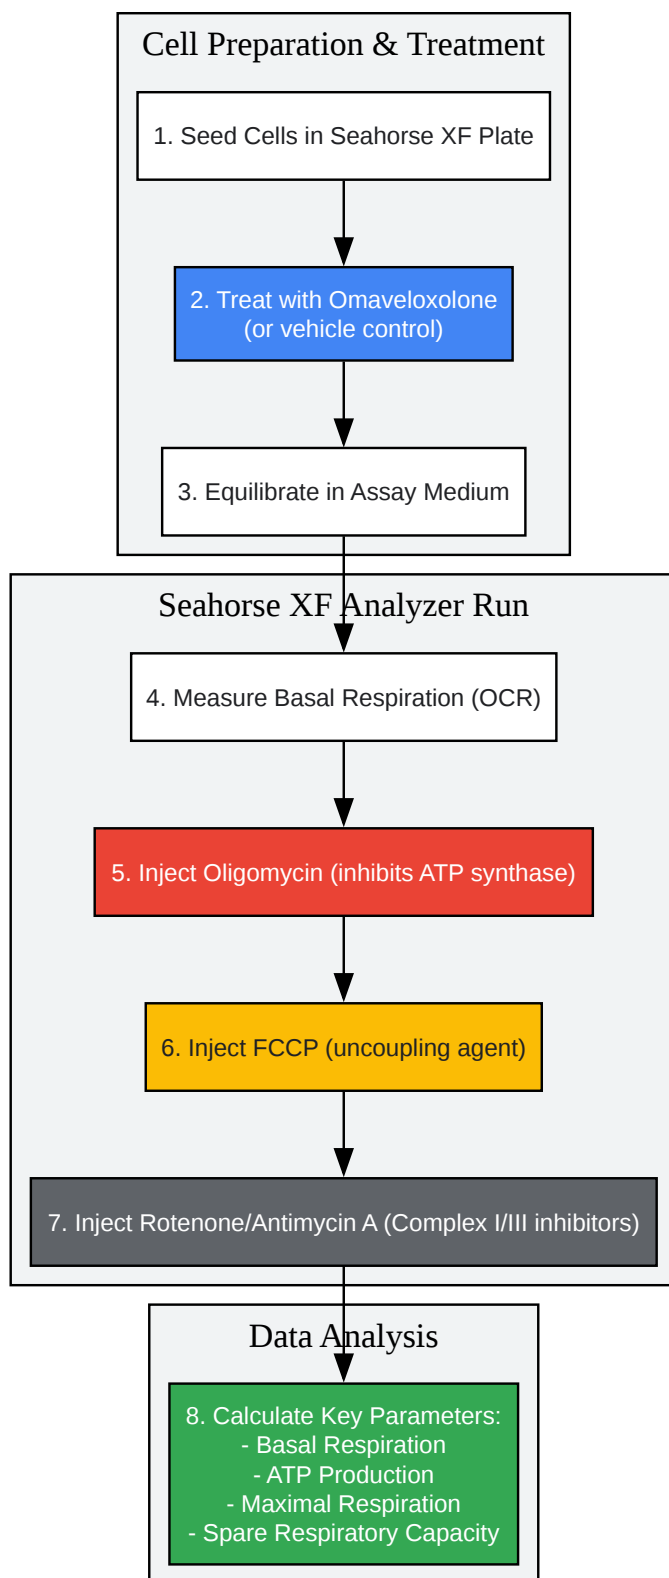 Cell Preparation & Treatment
1. Seed Cells in Seahorse XF Plate
2. Treat with Omaveloxolone
(or vehicle control)
3. Equilibrate in Assay Medium
Seahorse XF Analyzer Run
4. Measure Basal Respiration (OCR)
5. Inject Oligomycin (inhibits ATP synthase)
6. Inject FCCP (uncoupling agent)
7. Inject Rotenone/Antimycin A (Complex I/III inhibitors)
Data Analysis
8. Calculate Key Parameters:
- Basal Respiration
- ATP Production
- Maximal Respiration
- Spare Respiratory Capacity